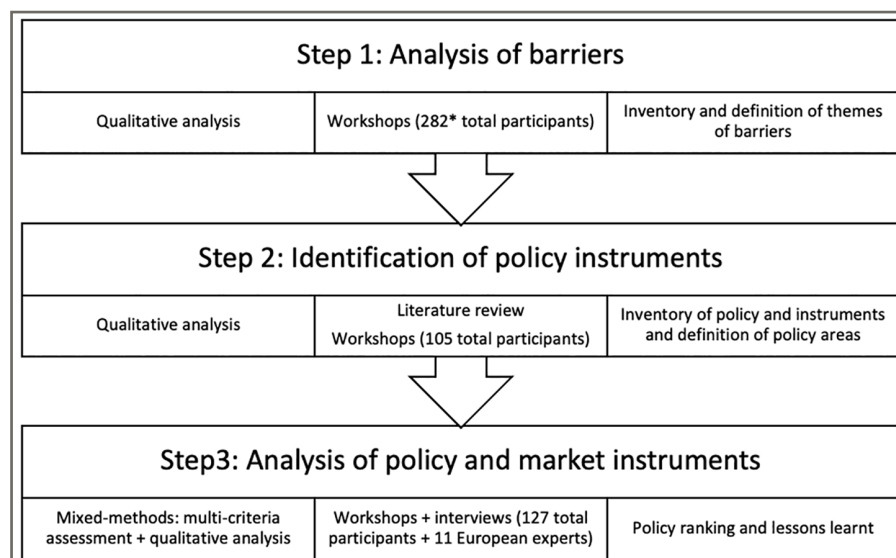 Step 1: Analysis of barriers
Qualitative analysis
Workshops (282* total participants)
Inventory and definition of themes
of barriers
Step 2: Identification of policy instruments
Qualitative analysis
Literature review
Workshops (105 total participants)
Inventory of policy and instruments
and definition of policy areas
Step3: Analysis of policy and market instruments
Mixed-methods: multi-criteria
assessment + qualitative analysis
Workshops + interviews (127 total
participants + 11 European experts)
Policy ranking and lessons learnt